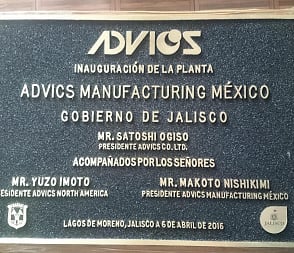 ADVICS
INAUGURACIÓN DE LA PLANTA
ADVICS MANUFACTURING MÉXICO
GOBIERNO DE JALISCO
MR. SATOSHI OGISO
PRESIDENTE ADVICS CO., LTD.
ACOMPAÑADOS POR LOS SEÑORES
MR. YUZO IMOTO MR. MAKOTO NISHIKIMI
ESIDENTE ADVICS NORTH AMERICA PRESIDENTE ADVICS MANUFACTURING MÉXICO
LAGOS DE MORENO, JALISCO A 6 DE ABRIL DE 2016
JALISCO